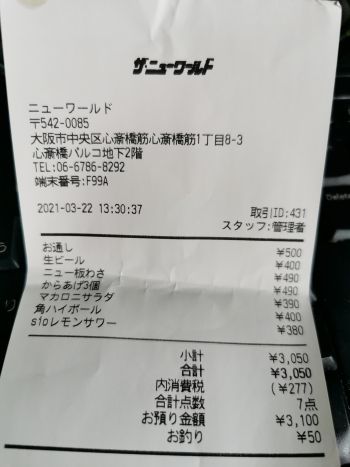 ザ・ニューワールド
ニューワールド
〒542-0085
大阪市中央区心斎橋筋心斎橋筋1丁目8-3
心斎橋パルコ地下2階
TEL:06-6786-8292
端末番号:F99A
2021-03-22 13:30:37 取引ID:431
スタッフ:管理者
お通し ¥500
生ビール ¥400
ニュー板わさ ¥490
からあげ3個 ¥490
マカロニサラダ ¥390
角ハイボール ¥400
sioレモンサワー ¥380
小計 ¥3,050
合計 ¥3,050
内消費税 (¥277)
合計点数 7点
お預り金額 ¥3,100
お釣り ¥50